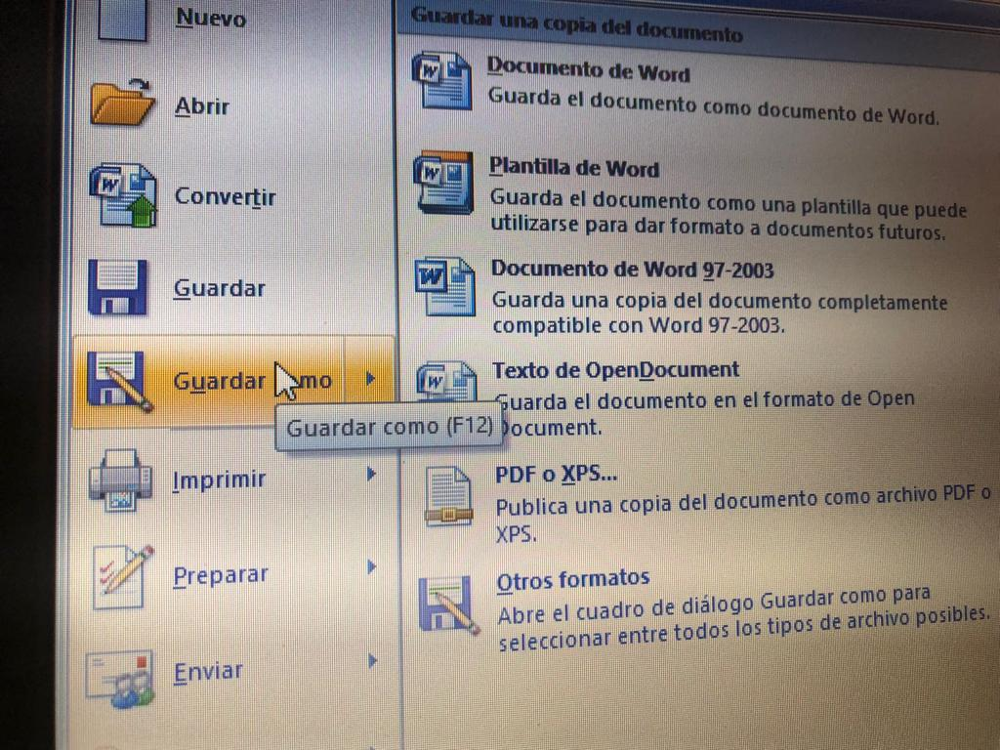 Nuevo
Abrir
Convertir
Guardar
Guardar mo
Guardar como (F12)
Imprimir
Preparar
Enviar
Guardar una copia del documento
Documento de Word
Guarda el documento como documento de Word.
Plantilla de Word
Guarda el documento como una plantilla que puede
utilizarse para dar formato a documentos futuros.
Documento de Word 97-2003
Guarda una copia del documento completamente
compatible con Word 97-2003.
Texto de OpenDocument
Guarda el documento en el formato de Open
Document.
PDF o XPS...
Publica una copia del documento como archivo PDF o
XPS.
Otros formatos
Abre el cuadro de diálogo Guardar como para
seleccionar entre todos los tipos de archivo posibles.